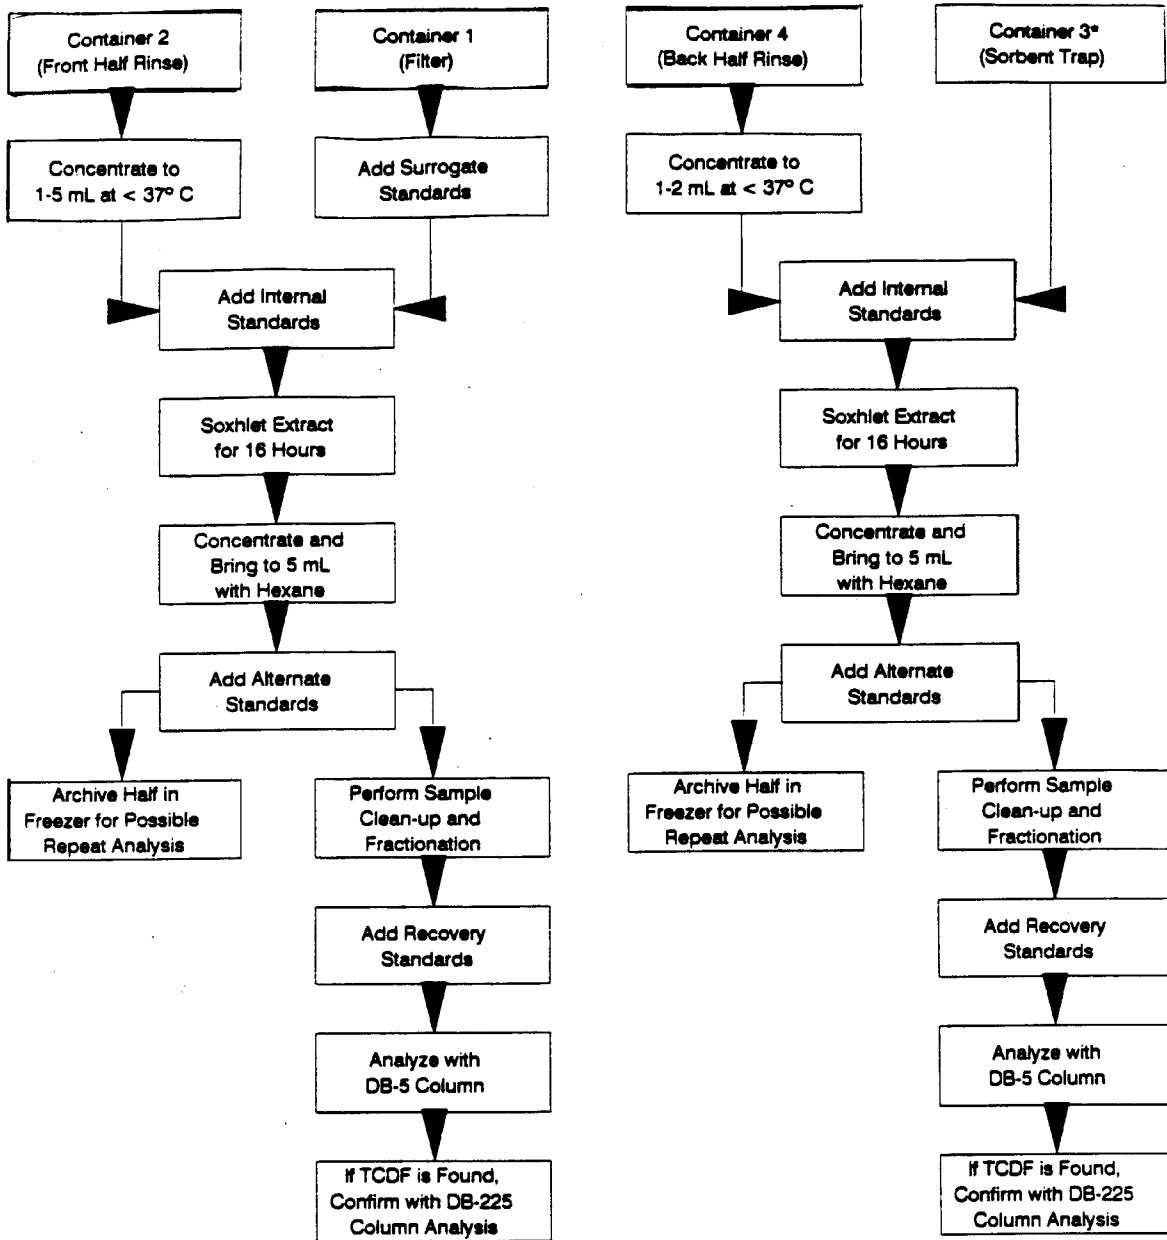 Container 2
(Front Half Rinse)
Container 1
(Filter)
Container 4
(Back Half Rinse)
Container 3*
(Sorbent Trap)
Concentrate to
1-5 mL at < 37° C
Add Surrogate
Standards
Concentrate to
1-2 mL at < 37° C
Add Internal
Standards
Add Internal
Standards
Soxhlet Extract
for 16 Hours
Soxhlet Extract
for 16 Hours
Concentrate and
Bring to 5 mL
with Hexane
Concentrate and
Bring to 5 mL
with Hexane
Add Alternate
Standards
Add Alternate
Standards
Archive Half in
Freezer for Possible
Repeat Analysis
Perform Sample
Clean-up and
Fractionation
Archive Half in
Freezer for Possible
Repeat Analysis
Perform Sample
Clean-up and
Fractionation
Add Recovery
Standards
Add Recovery
Standards
Analyze with
DB-5 Column
Analyze with
DB-5 Column
If TCDF is Found,
Confirm with DB-225
Column Analysis
If TCDF is Found,
Confirm with DB-225
Column Analysis